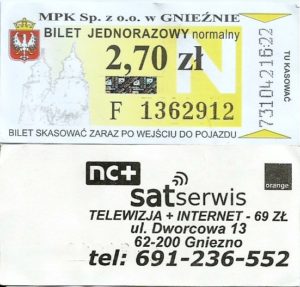 MPK Sp. z o.o. w GNIEŹNIE
BILET JEDNORAZOWY normalny
2,70 zł
N
F 1362912
BILET SKASOWAĆ ZARAZ PO WEJŚCIU DO POJAZDU
TU KASOWAĆ
7310421622
nc+
orange
satserwis
TELEWIZJA + INTERNET - 69 ZŁ
ul. Dworcowa 13
62-200 Gniezno
tel: 691-236-552